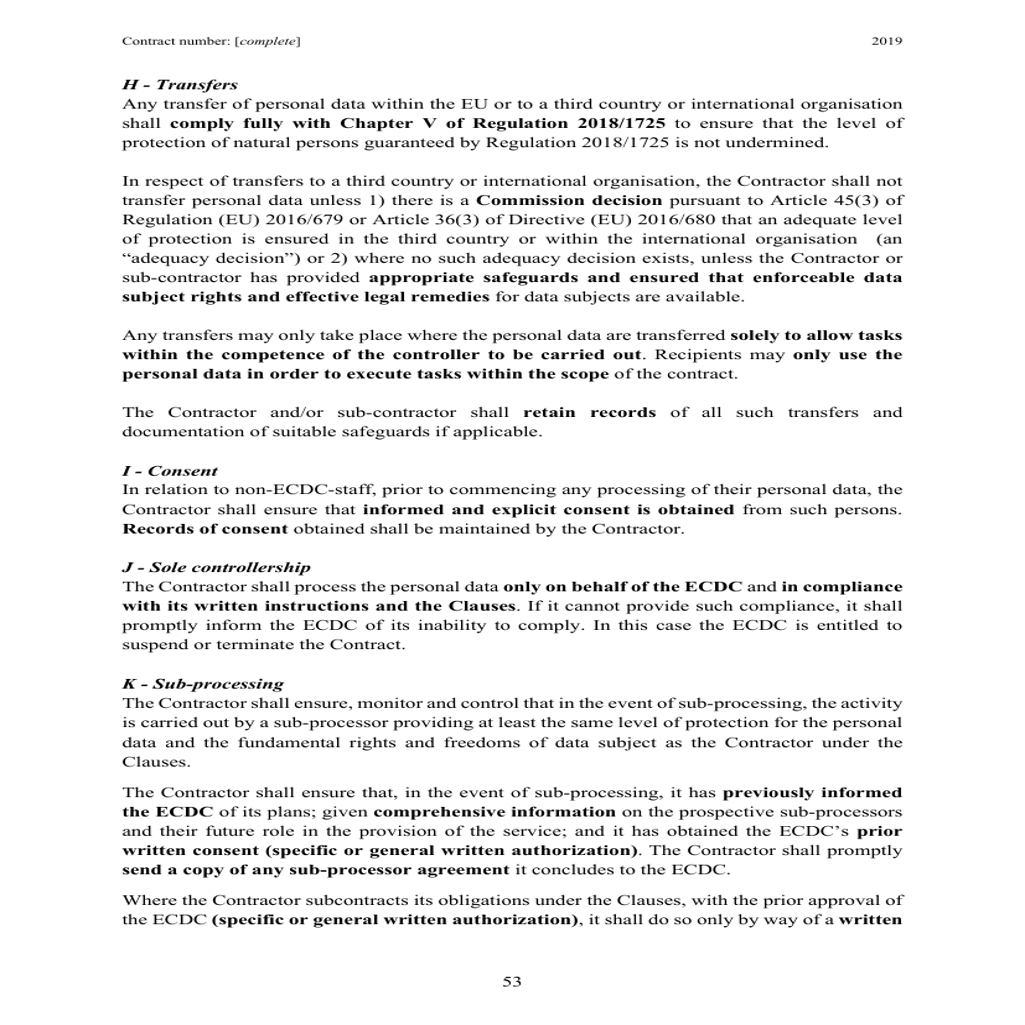 Contract number: [complete] 2019
H - Transfers
Any transfer of personal data within the EU or to a third country or international organisation
shall comply fully with Chapter V of Regulation 2018/1725 to ensure that the level of
protection of natural persons guaranteed by Regulation 2018/1725 is not undermined.
In respect of transfers to a third country or international organisation, the Contractor shall not
transfer personal data unless 1) there is a Commission decision pursuant to Article 45(3) of
Regulation (EU) 2016/679 or Article 36(3) of Directive (EU) 2016/680 that an adequate level
of protection is ensured in the third country or within the international organisation (an
“adequacy decision”) or 2) where no such adequacy decision exists, unless the Contractor or
sub-contractor has provided appropriate safeguards and ensured that enforceable data
subject rights and effective legal remedies for data subjects are available.
Any transfers may only take place where the personal data are transferred solely to allow tasks
within the competence of the controller to be carried out. Recipients may only use the
personal data in order to execute tasks within the scope of the contract.
The Contractor and/or sub-contractor shall retain records of all such transfers and
documentation of suitable safeguards if applicable.
I - Consent
In relation to non-ECDC-staff, prior to commencing any processing of their personal data, the
Contractor shall ensure that informed and explicit consent is obtained from such persons.
Records of consent obtained shall be maintained by the Contractor.
J - Sole controllership
The Contractor shall process the personal data only on behalf of the ECDC and in compliance
with its written instructions and the Clauses. If it cannot provide such compliance, it shall
promptly inform the ECDC of its inability to comply. In this case the ECDC is entitled to
suspend or terminate the Contract.
K - Sub-processing
The Contractor shall ensure, monitor and control that in the event of sub-processing, the activity
is carried out by a sub-processor providing at least the same level of protection for the personal
data and the fundamental rights and freedoms of data subject as the Contractor under the
Clauses.
The Contractor shall ensure that, in the event of sub-processing, it has previously informed
the ECDC of its plans; given comprehensive information on the prospective sub-processors
and their future role in the provision of the service; and it has obtained the ECDC’s prior
written consent (specific or general written authorization). The Contractor shall promptly
send a copy of any sub-processor agreement it concludes to the ECDC.
Where the Contractor subcontracts its obligations under the Clauses, with the prior approval of
the ECDC (specific or general written authorization), it shall do so only by way of a written
53